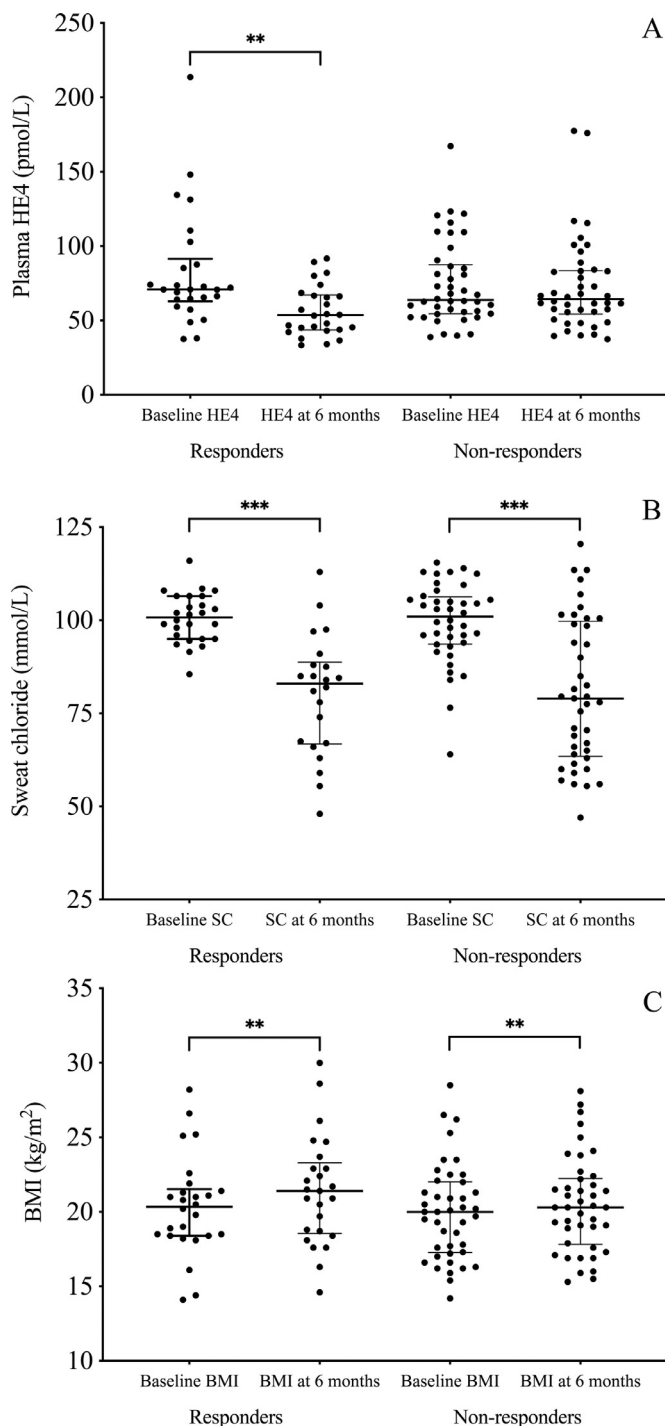 A
Plasma HE4 (pmol/L)
250
200
150
100
50
0
**
Baseline HE4 HE4 at 6 months Baseline HE4 HE4 at 6 months
Responders Non-responders
B
Sweat chloride (mmol/L)
125
100
75
50
25
*** ***
Baseline SC SC at 6 months Baseline SC SC at 6 months
Responders Non-responders
C
BMI (kg/m²)
35
30
25
20
15
10
** **
Baseline BMI BMI at 6 months Baseline BMI BMI at 6 months
Responders Non-responders